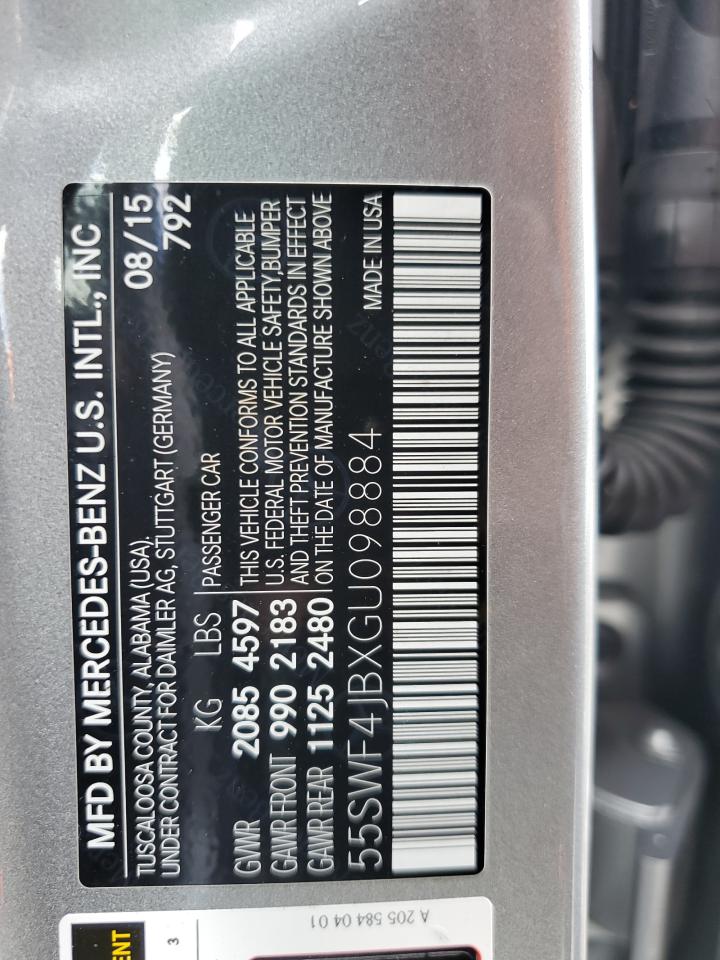 MFD BY MERCEDES-BENZ U.S. INTL., INC
TUSCALOOSA COUNTY, ALABAMA (USA), 08/15
UNDER CONTRACT FOR DAIMLER AG, STUTTGART (GERMANY) 792
KG LBS PASSENGER CAR
GVWR 2085 4597 THIS VEHICLE CONFORMS TO ALL APPLICABLE
GAWR FRONT 990 2183 U.S. FEDERAL MOTOR VEHICLE SAFETY,BUMPER
AND THEFT PREVENTION STANDARDS IN EFFECT
GAWR REAR 1125 2480 ON THE DATE OF MANUFACTURE SHOWN ABOVE
55SWF4JBXGU098884 MADE IN USA
ENT
3
A 205 584 04 01